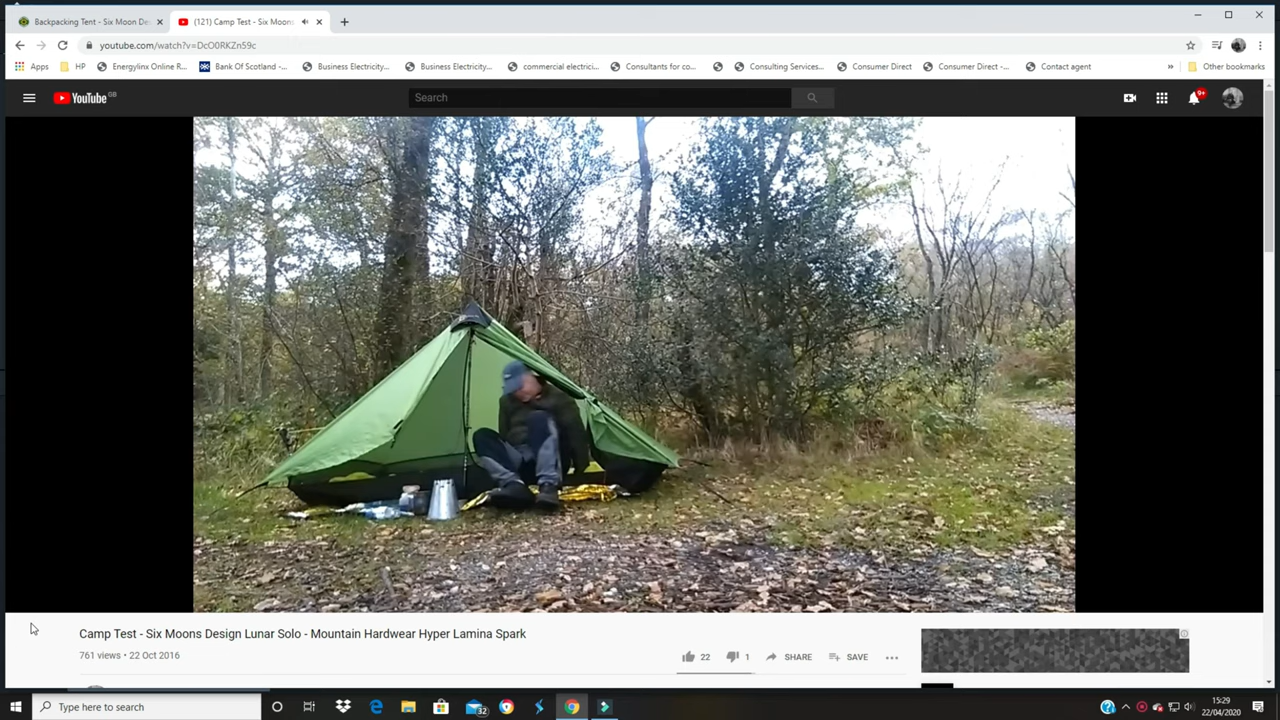 Backpacking Tent - Six Moon De
(121) Camp Test - Six Moons
youtube.com/watch?v=DcO0RKZn59c
Apps
HP
Energylinx Online R...
Bank Of Scotland -...
Business Electricity...
Business Electricity...
commercial electrici...
Consultants for co...
Consulting Services...
Consumer Direct
Consumer Direct -...
Contact agent
»
Other bookmarks
YouTube GB
Search
9+
Camp Test - Six Moons Design Lunar Solo - Mountain Hardwear Hyper Lamina Spark
761 views • 22 Oct 2016
22
1
SHARE
SAVE
Type here to search
32
15:29
22/04/2020